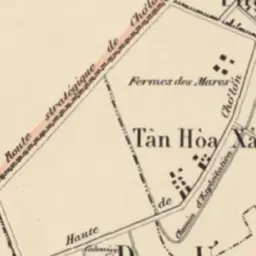 Route stratégique de Cholon
Fermes des Mares
Cholon
Tân Hòa Xã
Haute de
Chemin d'Exploitation